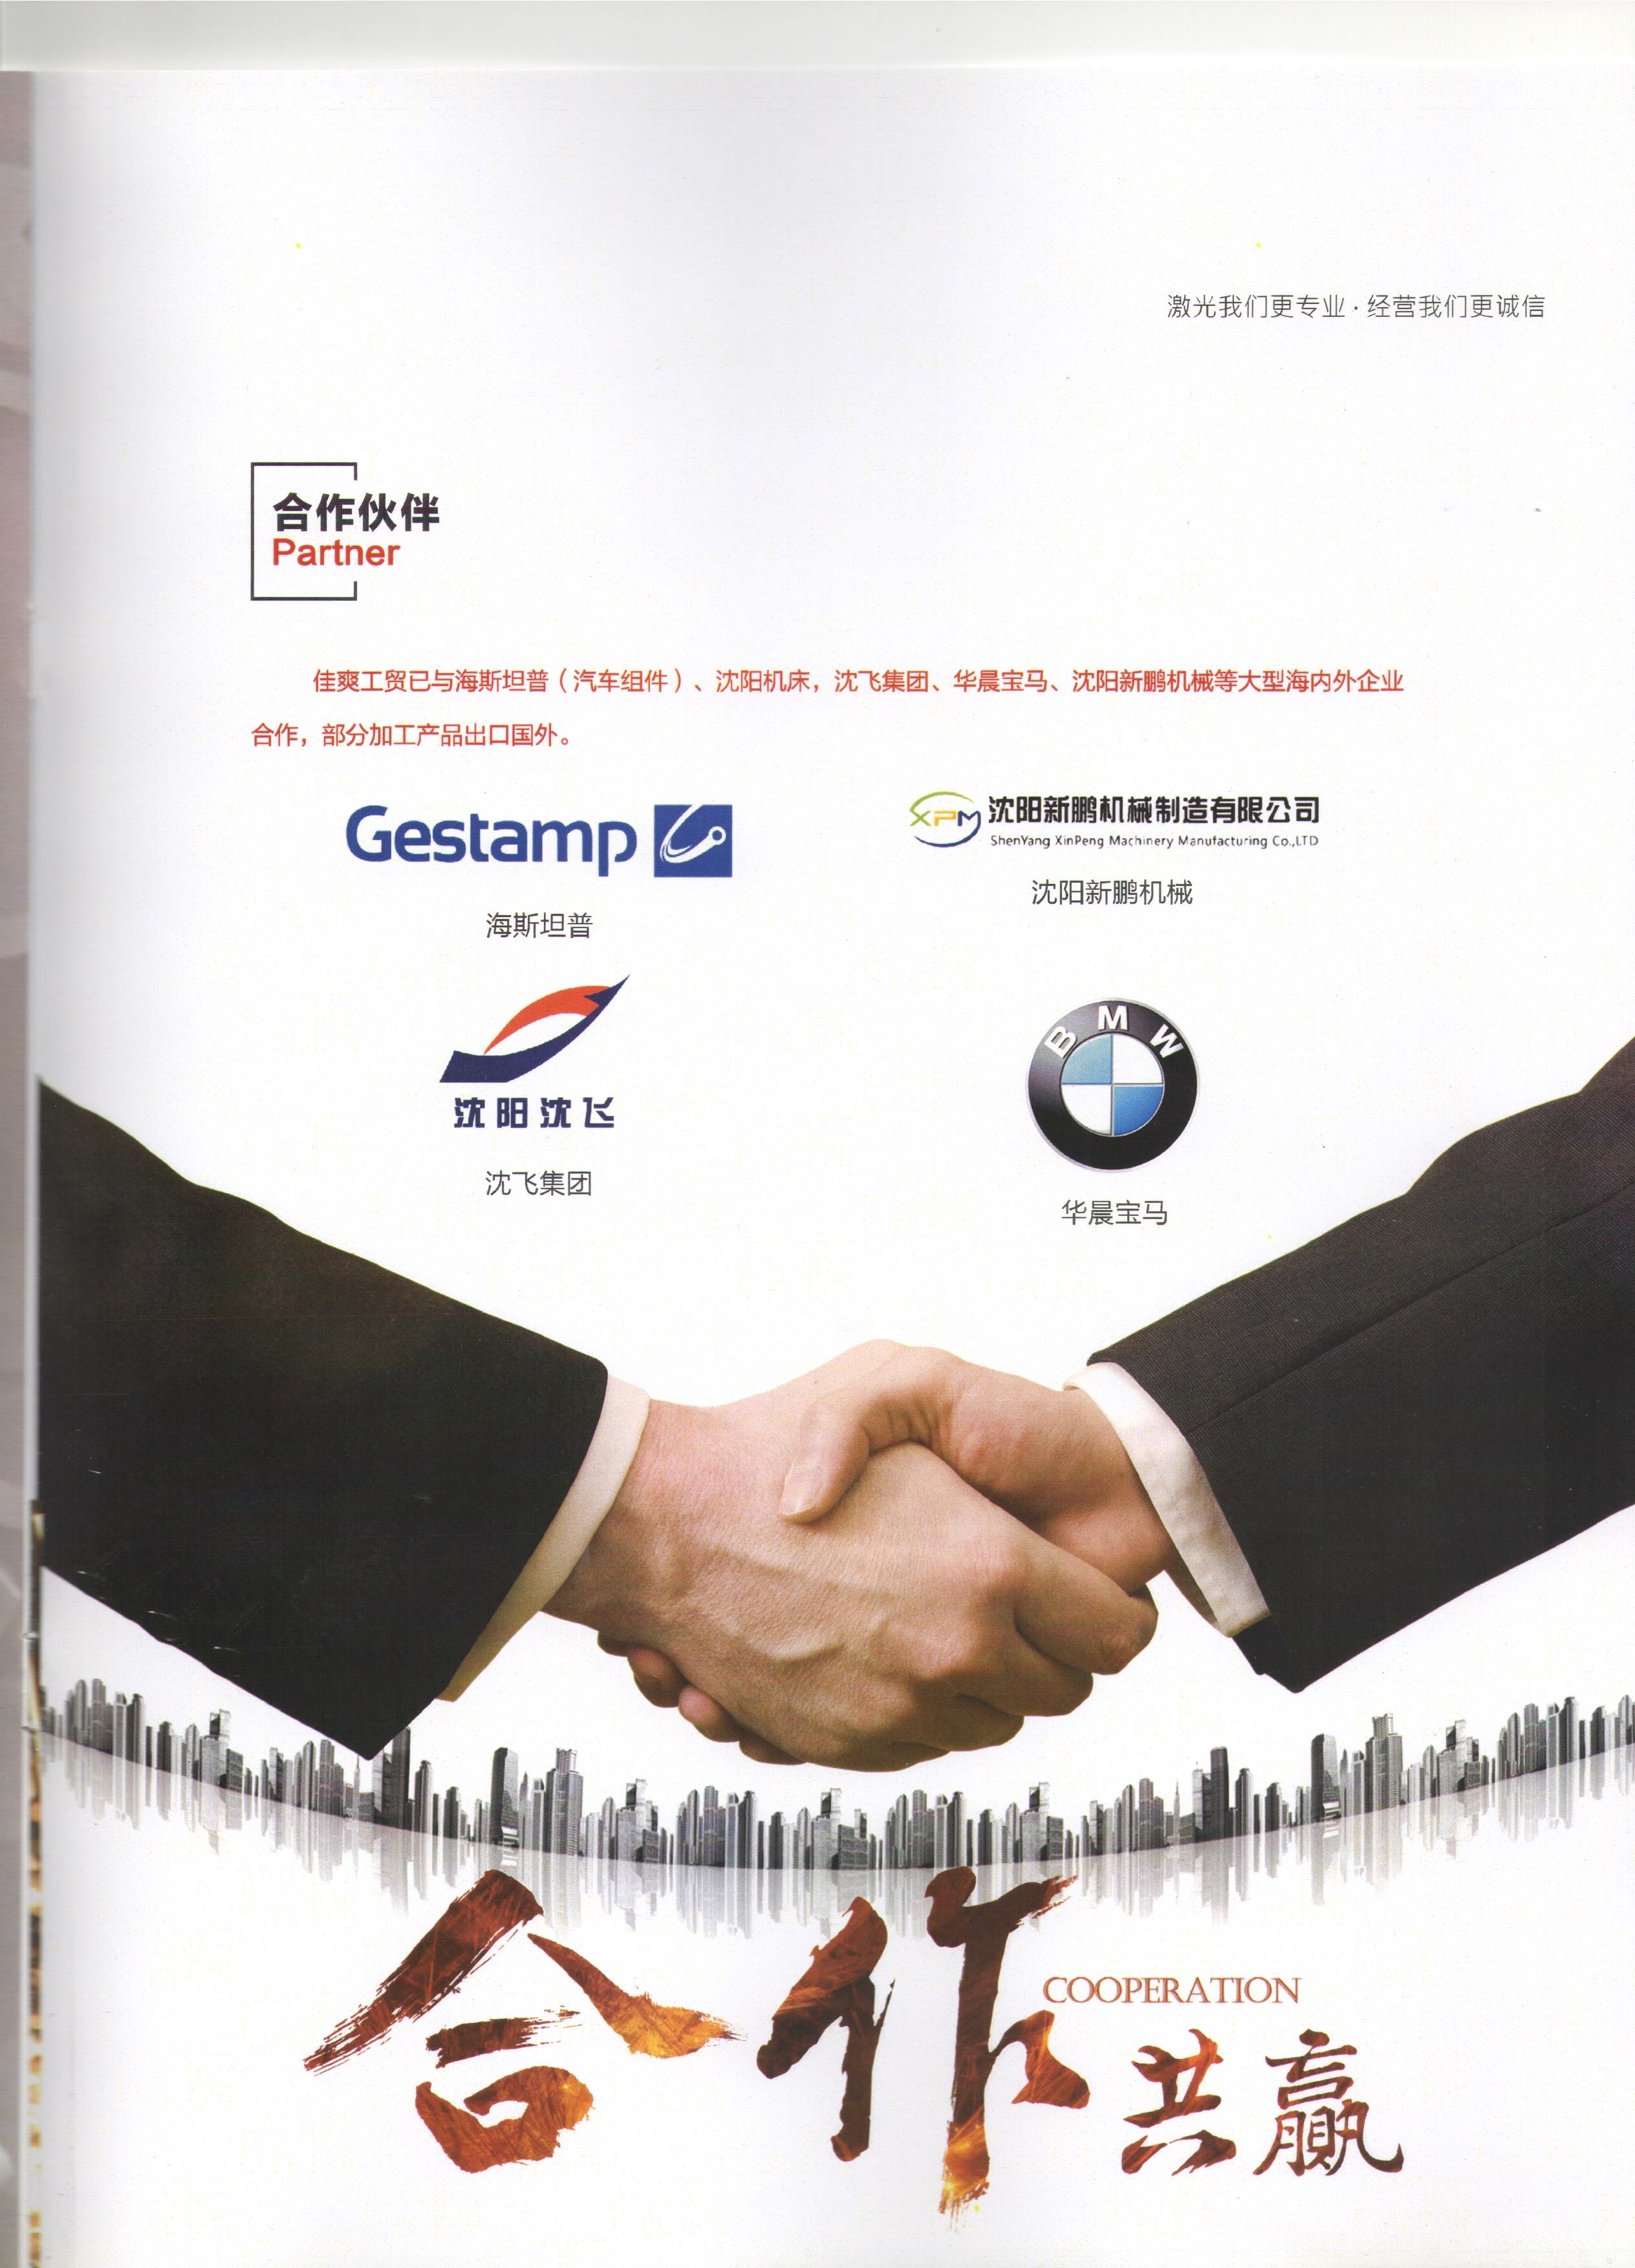 激光我们更专业·经营我们更诚信
合作伙伴
Partner
佳爽工贸已与海斯坦普（汽车组件）、沈阳机床，沈飞集团、华晨宝马、沈阳新鹏机械等大型海内外企业
合作，部分加工产品出口国外。
Gestamp
XPM 沈阳新鹏机械制造有限公司
ShenYang XinPeng Machinery Manufacturing Co.,LTD
海斯坦普
沈阳新鹏机械
沈阳沈飞
BMW
沈飞集团
华晨宝马
合作
COOPERATION
共赢